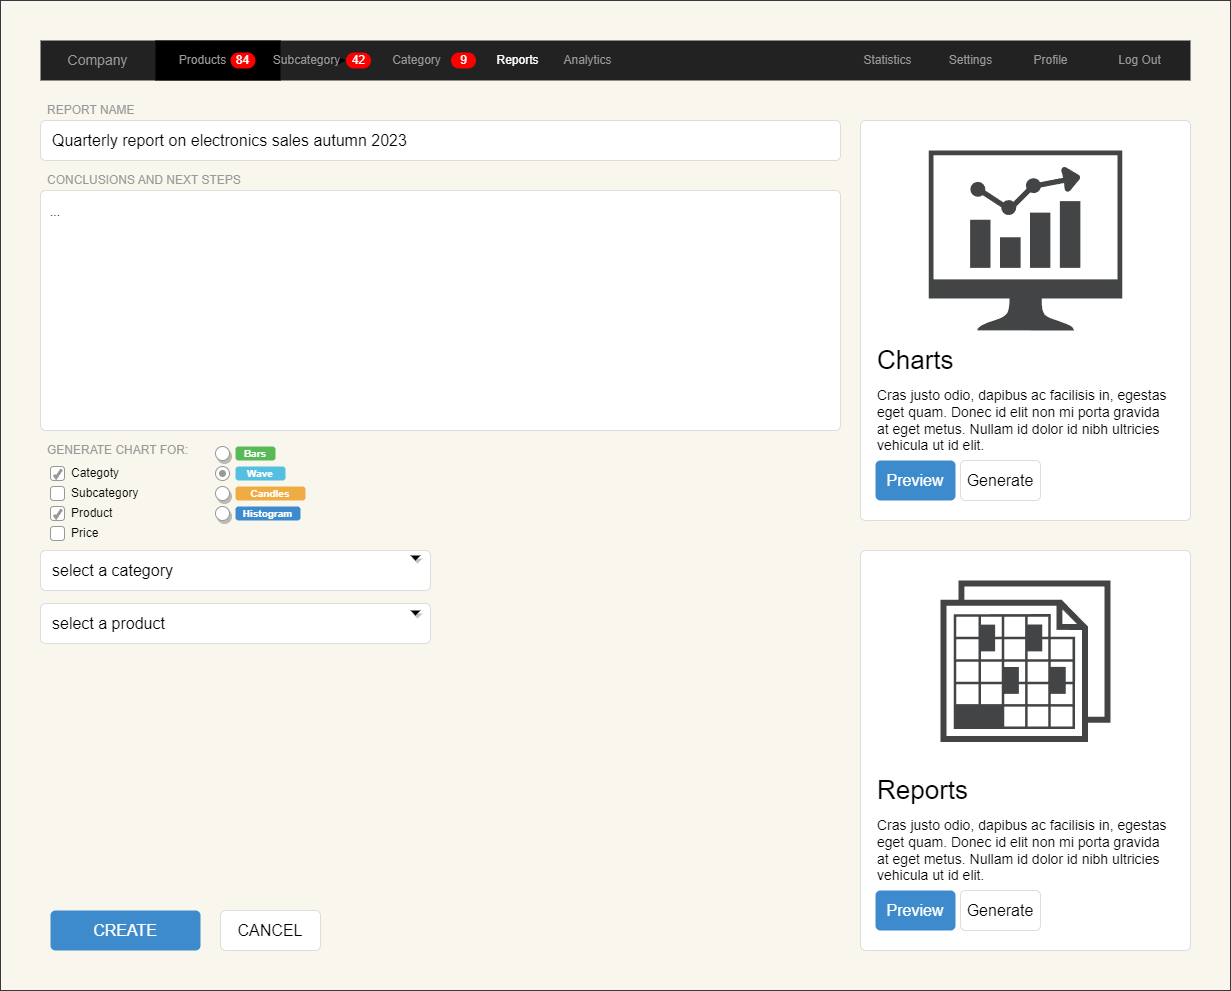 Company Products 84 Subcategory 42 Category 9 Reports Analytics Statistics Settings Profile Log Out
REPORT NAME
Quarterly report on electronics sales autumn 2023
CONCLUSIONS AND NEXT STEPS
...
GENERATE CHART FOR:
Categoty
Subcategory
Product
Price
Bars
Wave
Candles
Histogram
select a category
select a product
CREATE CANCEL
Charts
Cras justo odio, dapibus ac facilisis in, egestas
eget quam. Donec id elit non mi porta gravida
at eget metus. Nullam id dolor id nibh ultricies
vehicula ut id elit.
Preview Generate
Reports
Cras justo odio, dapibus ac facilisis in, egestas
eget quam. Donec id elit non mi porta gravida
at eget metus. Nullam id dolor id nibh ultricies
vehicula ut id elit.
Preview Generate